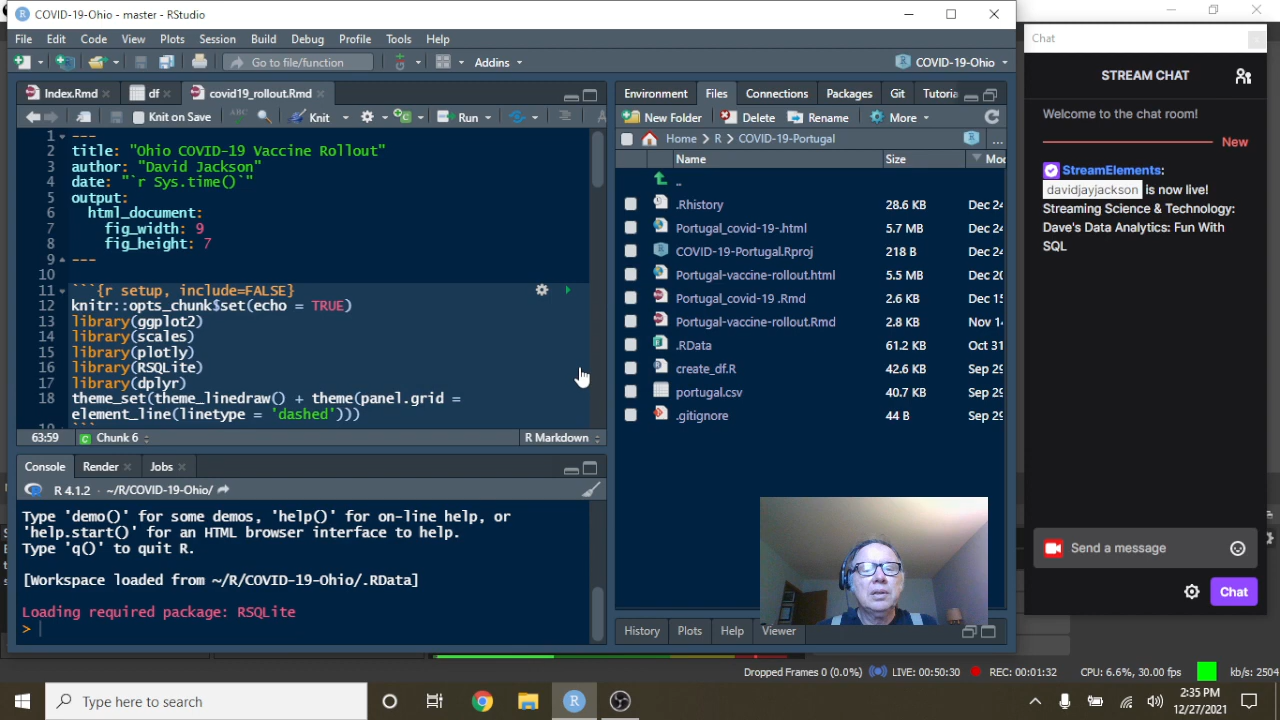 COVID-19-Ohio - master - RStudio
File Edit Code View Plots Session Build Debug Profile Tools Help
Go to file/function
Addins
COVID-19-Ohio
Index.Rmd
df
covid19_rollout.Rmd
Knit on Save
ABC
Knit
Run
1 ---
2 title: "Ohio COVID-19 Vaccine Rollout"
3 author: "David Jackson"
4 date: "`r Sys.time()`"
5 output:
6 html_document:
7 fig_width: 9
8 fig_height: 7
9 ---
10
11 ```{r setup, include=FALSE}
12 knitr::opts_chunk$set(echo = TRUE)
13 library(ggplot2)
14 library(scales)
15 library(plotly)
16 library(RSQLite)
17 library(dplyr)
18 theme_set(theme_linedraw() + theme(panel.grid =
element_line(linetype = 'dashed')))
63:59
Chunk 6
R Markdown
Console Render Jobs
R 4.1.2 · ~/R/COVID-19-Ohio/
Type 'demo()' for some demos, 'help()' for on-line help, or
'help.start()' for an HTML browser interface to help.
Type 'q()' to quit R.
[Workspace loaded from ~/R/COVID-19-Ohio/.RData]
Loading required package: RSQLite
>
Environment Files Connections Packages Git Tutoria
New Folder Delete Rename More
Home R COVID-19-Portugal
...
Name Size Moc
..
.Rhistory 28.6 KB Dec 24
Portugal_covid-19-.html 5.7 MB Dec 24
COVID-19-Portugal.Rproj 218 B Dec 24
Portugal-vaccine-rollout.html 5.5 MB Dec 20
Portugal_covid-19 .Rmd 2.6 KB Dec 15
Portugal-vaccine-rollout.Rmd 2.8 KB Nov 14
.RData 61.2 KB Oct 31
create_df.R 42.6 KB Sep 29
portugal.csv 40.7 KB Sep 29
.gitignore 44 B Sep 29
History Plots Help Viewer
Chat
STREAM CHAT
Welcome to the chat room!
New
StreamElements:
davidjayjackson is now live!
Streaming Science & Technology:
Dave's Data Analytics: Fun With
SQL
Send a message
Chat
Dropped Frames 0 (0.0%) LIVE: 00:50:30 REC: 00:01:32 CPU: 6.6%, 30.00 fps kb/s: 2504
Type here to search
2:35 PM
12/27/2021